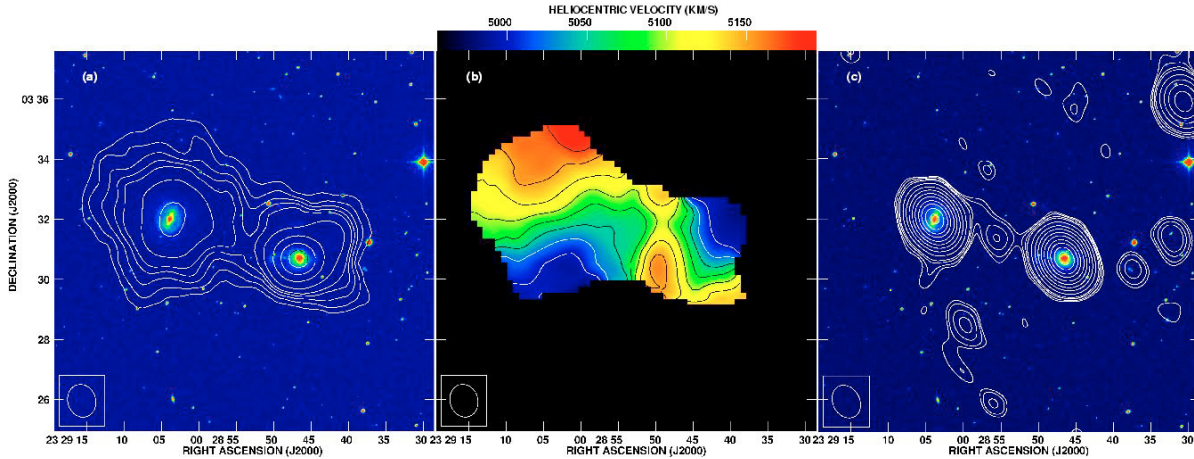 HELIOCENTRIC VELOCITY (KM/S)
5000 5050 5100 5150
(a) (b) (c)
03 36
34
32
30
28
26
DECLINATION (J2000)
23 29 15 10 05 00 28 55 50 45 40 35 30
23 29 15 10 05 00 28 55 50 45 40 35 30
23 29 15 10 05 00 28 55 50 45 40 35 30
RIGHT ASCENSION (J2000)
RIGHT ASCENSION (J2000)
RIGHT ASCENSION (J2000)